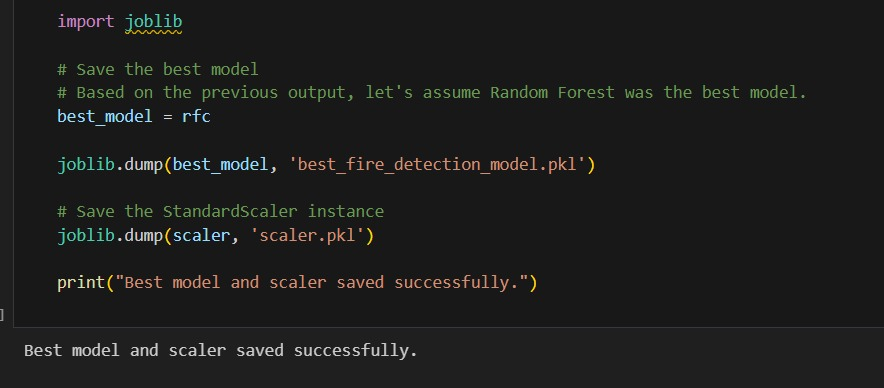 import joblib
# Save the best model
# Based on the previous output, let's assume Random Forest was the best model.
best_model = rfc
joblib.dump(best_model, 'best_fire_detection_model.pkl')
# Save the StandardScaler instance
joblib.dump(scaler, 'scaler.pkl')
print("Best model and scaler saved successfully.")
]
Best model and scaler saved successfully.